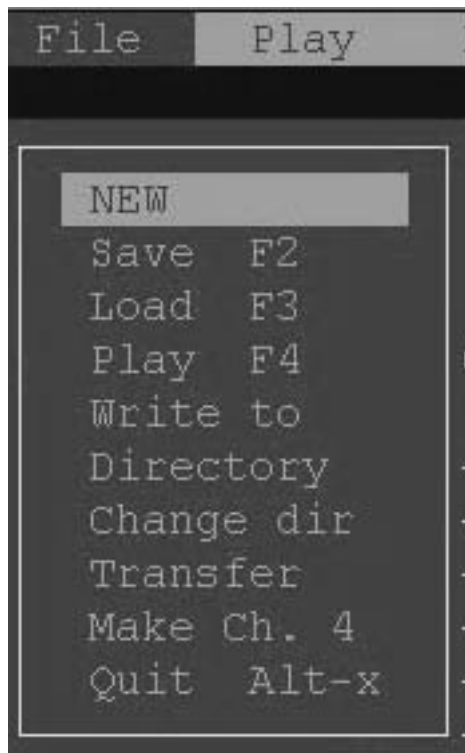 File Play
NEW
Save F2
Load F3
Play F4
Write to
Directory
Change dir
Transfer
Make Ch. 4
Quit Alt-x